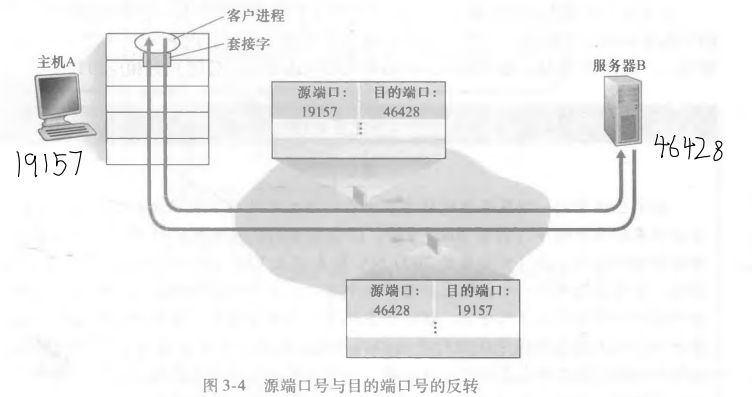 客户进程
套接字
主机A
服务器B
源端口: 目的端口:
19157 46428
⋮
19157
46428
源端口: 目的端口:
46428 19157
⋮
图 3-4 源端口号与目的端口号的反转